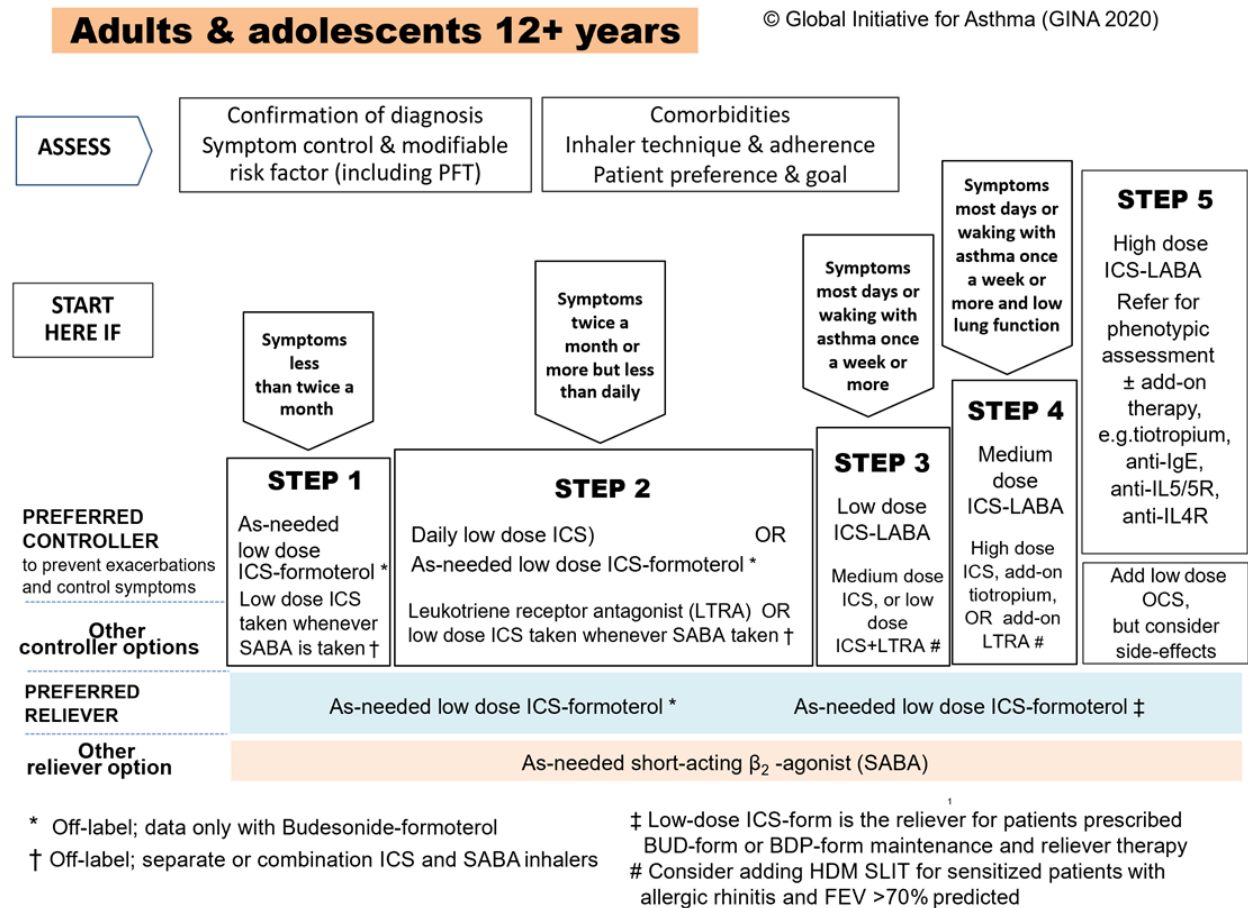 Adults & adolescents 12+ years
© Global Initiative for Asthma (GINA 2020)
ASSESS
Confirmation of diagnosis
Symptom control & modifiable
risk factor (including PFT)
Comorbidities
Inhaler technique & adherence
Patient preference & goal
START
HERE IF
Symptoms
less
than twice a
month
Symptoms
twice a
month or
more but less
than daily
Symptoms
most days or
waking with
asthma once
a week or
more
Symptoms
most days or
waking with
asthma once
a week or
more and low
lung function
STEP 1
As-needed
low dose
ICS-formoterol *
Low dose ICS
taken whenever
SABA is taken †
STEP 2
Daily low dose ICS) OR
As-needed low dose ICS-formoterol *
Leukotriene receptor antagonist (LTRA) OR
low dose ICS taken whenever SABA taken †
STEP 3
Low dose
ICS-LABA
Medium dose
ICS, or low
dose
ICS+LTRA #
STEP 4
Medium
dose
ICS-LABA
High dose
ICS, add-on
tiotropium,
OR add-on
LTRA #
STEP 5
High dose
ICS-LABA
Refer for
phenotypic
assessment
± add-on
therapy,
e.g.tiotropium,
anti-IgE,
anti-IL5/5R,
anti-IL4R
Add low dose
OCS,
but consider
side-effects
PREFERRED
CONTROLLER
to prevent exacerbations
and control symptoms
Other
controller options
PREFERRED
RELIEVER
As-needed low dose ICS-formoterol *
As-needed low dose ICS-formoterol ‡
Other
reliever option
As-needed short-acting β₂ -agonist (SABA)
* Off-label; data only with Budesonide-formoterol
† Off-label; separate or combination ICS and SABA inhalers
1
‡ Low-dose ICS-form is the reliever for patients prescribed
BUD-form or BDP-form maintenance and reliever therapy
# Consider adding HDM SLIT for sensitized patients with
allergic rhinitis and FEV >70% predicted